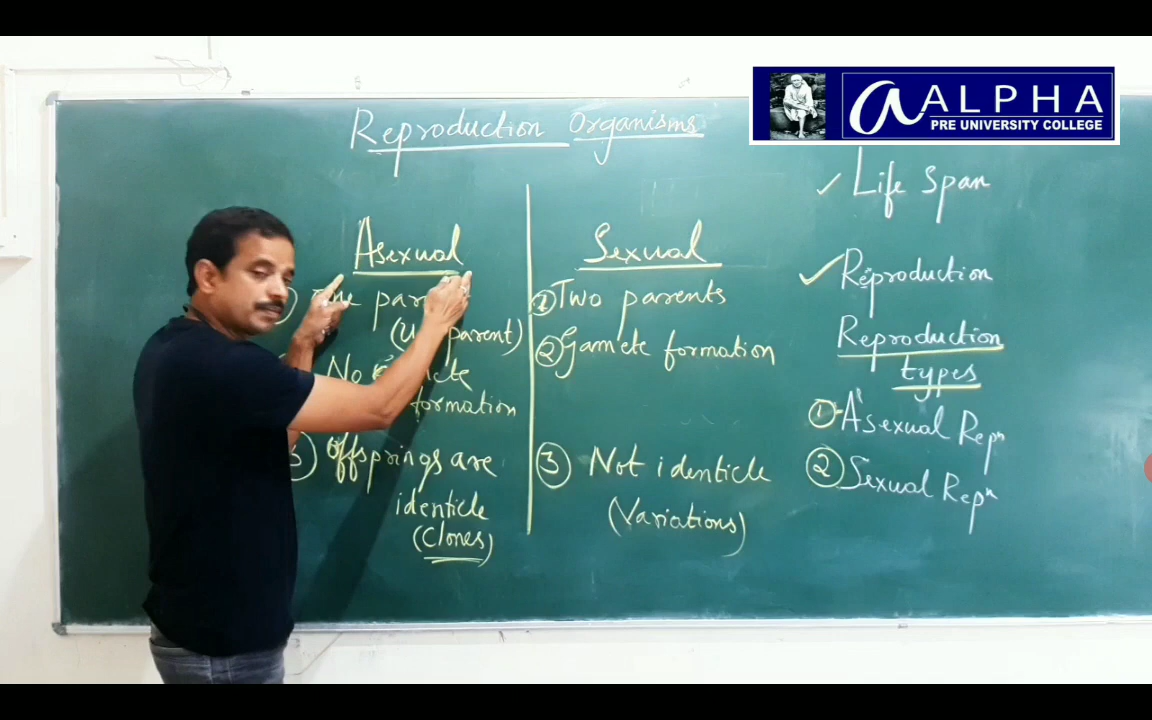 ALPHA
PRE UNIVERSITY COLLEGE
Reproduction Organisms
Asexual
parent)
No
formation
3) Offsprings are
identicle
(Clones)
Sexual
① Two parents
② Gamete formation
③ Not identicle
(Variations)
✓ Life Span
✓ Reproduction
Reproduction
types
① Asexual Repⁿ
② Sexual Repⁿ